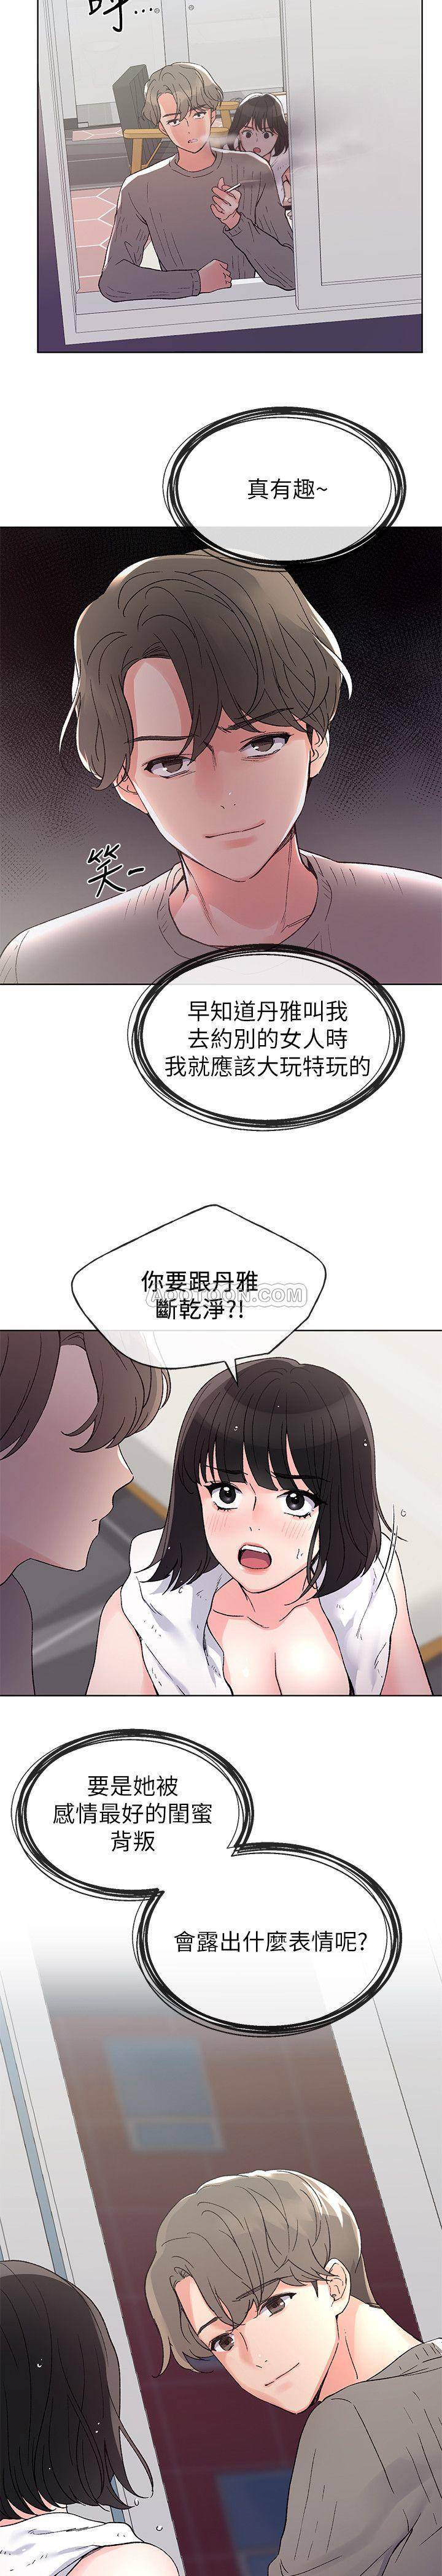 呼…
真有趣~
笑~
早知道丹雅叫我
去約別的女人時
我就應該大玩特玩的
你要跟丹雅
斷乾淨?!
ADDTOON.COM
要是她被
感情最好的閨蜜
背叛
會露出什麼表情呢?